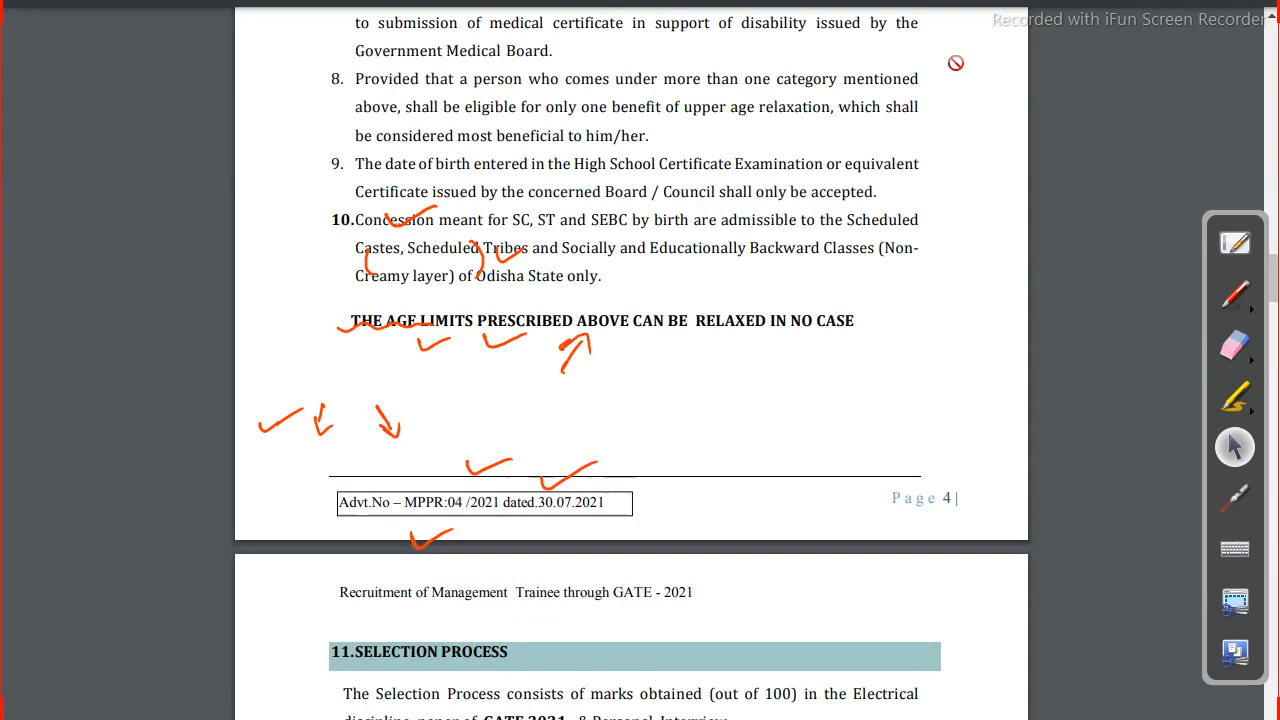 Recorded with iFun Screen Recorder
to submission of medical certificate in support of disability issued by the
Government Medical Board.
8. Provided that a person who comes under more than one category mentioned
above, shall be eligible for only one benefit of upper age relaxation, which shall
be considered most beneficial to him/her.
9. The date of birth entered in the High School Certificate Examination or equivalent
Certificate issued by the concerned Board / Council shall only be accepted.
10.Concession meant for SC, ST and SEBC by birth are admissible to the Scheduled
Castes, Scheduled Tribes and Socially and Educationally Backward Classes (Non-
Creamy layer) of Odisha State only.
THE AGE LIMITS PRESCRIBED ABOVE CAN BE RELAXED IN NO CASE
Advt.No – MPPR:04 /2021 dated.30.07.2021
Page 4|
Recruitment of Management Trainee through GATE - 2021
11.SELECTION PROCESS
The Selection Process consists of marks obtained (out of 100) in the Electrical
discipline paper of GATE 2021 & Personal Interview